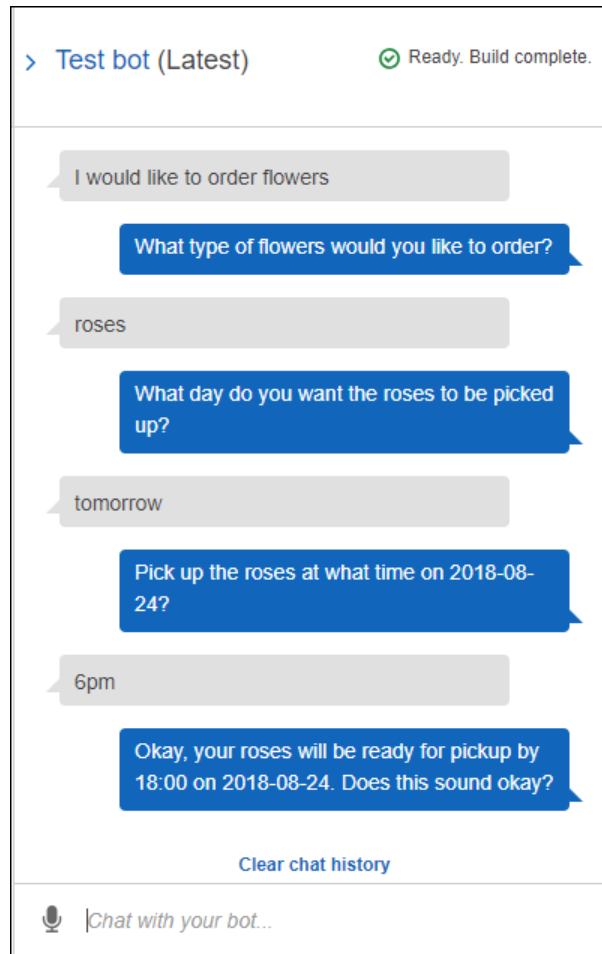 Test bot (Latest)
Ready. Build complete.
I would like to order flowers
What type of flowers would you like to order?
roses
What day do you want the roses to be picked
up?
tomorrow
Pick up the roses at what time on 2018-08-
24?
6pm
Okay, your roses will be ready for pickup by
18:00 on 2018-08-24. Does this sound okay?
Clear chat history
Chat with your bot...